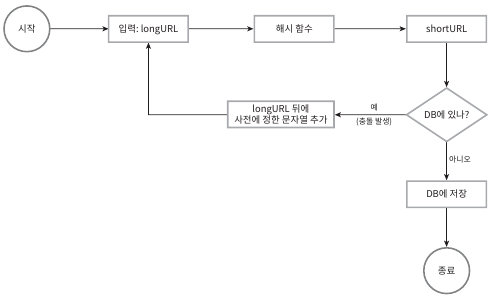 시작
입력: longURL
해시 함수
shortURL
DB에 있나?
예
(충돌 발생)
longURL 뒤에
사전에 정한 문자열 추가
아니오
DB에 저장
종료